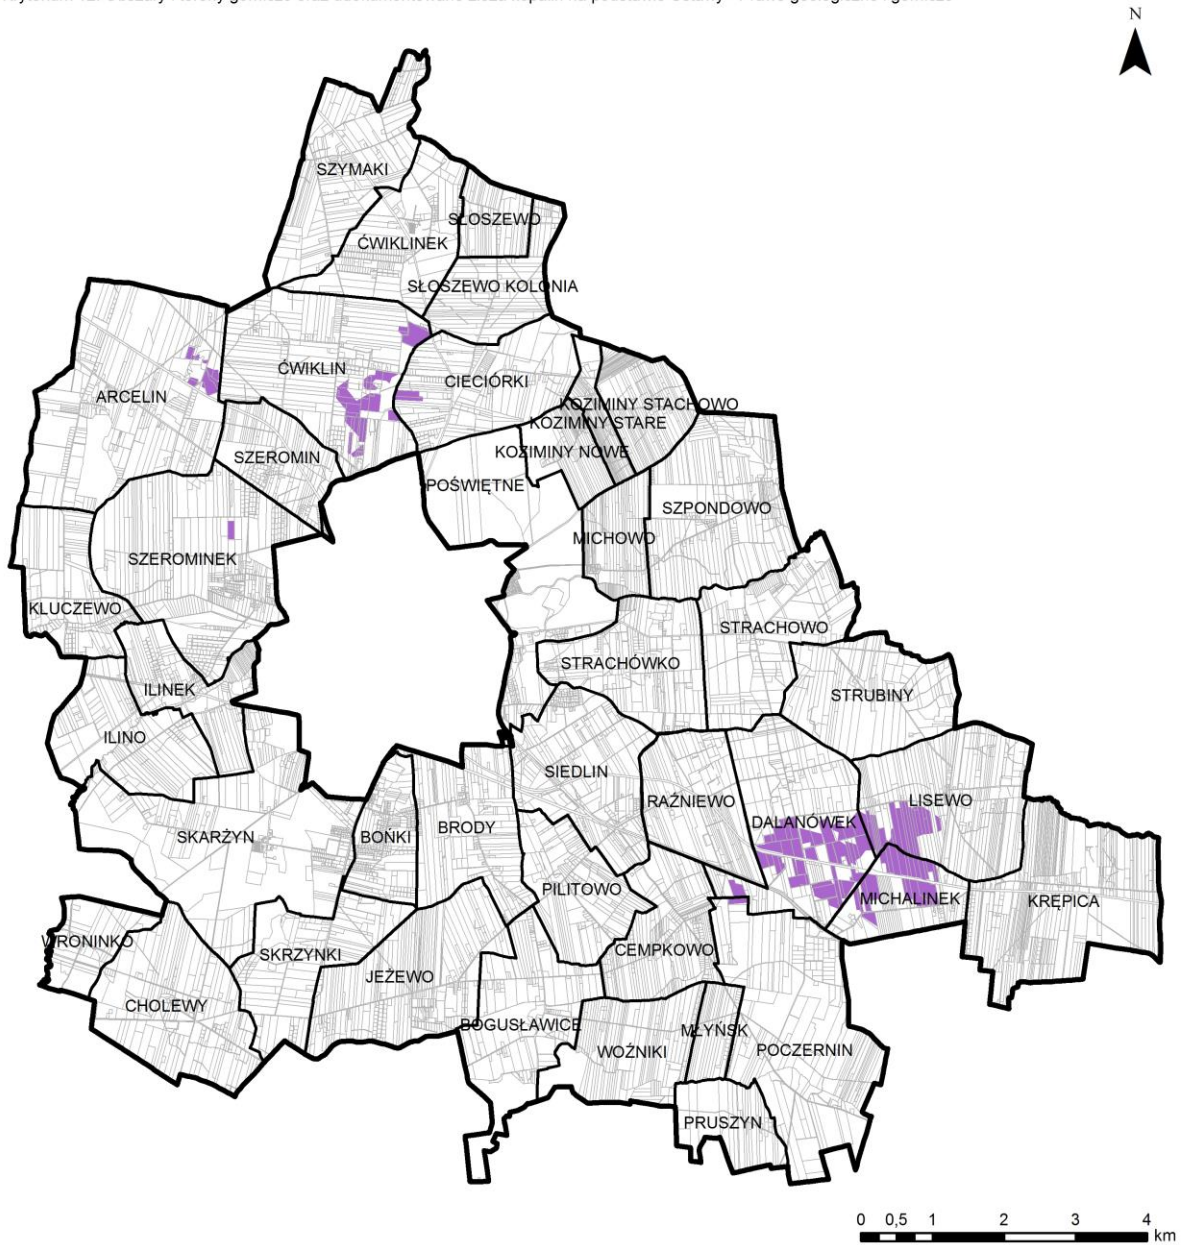 N
SZYMAKI
SŁOSZEWO
ĆWIKLINEK
SŁOSZEWO KOLONIA
ĆWIKLIN
CIECIÓRKI
ARCELIN
KOZIMINY STACHOWO
KOZIMINY STARE
SZEROMIN
KOZIMINY NOWE
POŚWIĘTNE
SZPONDOWO
MICHOWO
SZEROMINEK
KLUCZEWO
STRACHOWO
STRACHÓWKO
ILINEK
STRUBINY
ILINO
SIEDLIN
RAŹNIEWO
LISEWO
DALANÓWEK
SKARŻYN
BOŃKI
BRODY
PILITOWO
MICHALINEK
KRĘPICA
WRONINKO
SKRZYNKI
CEMPKOWO
JEŻEWO
CHOLEWY
BOGUSŁAWICE
MŁYŃSK
WOŹNIKI
POCZERNIN
PRUSZYN
0 0,5 1 2 3 4
km